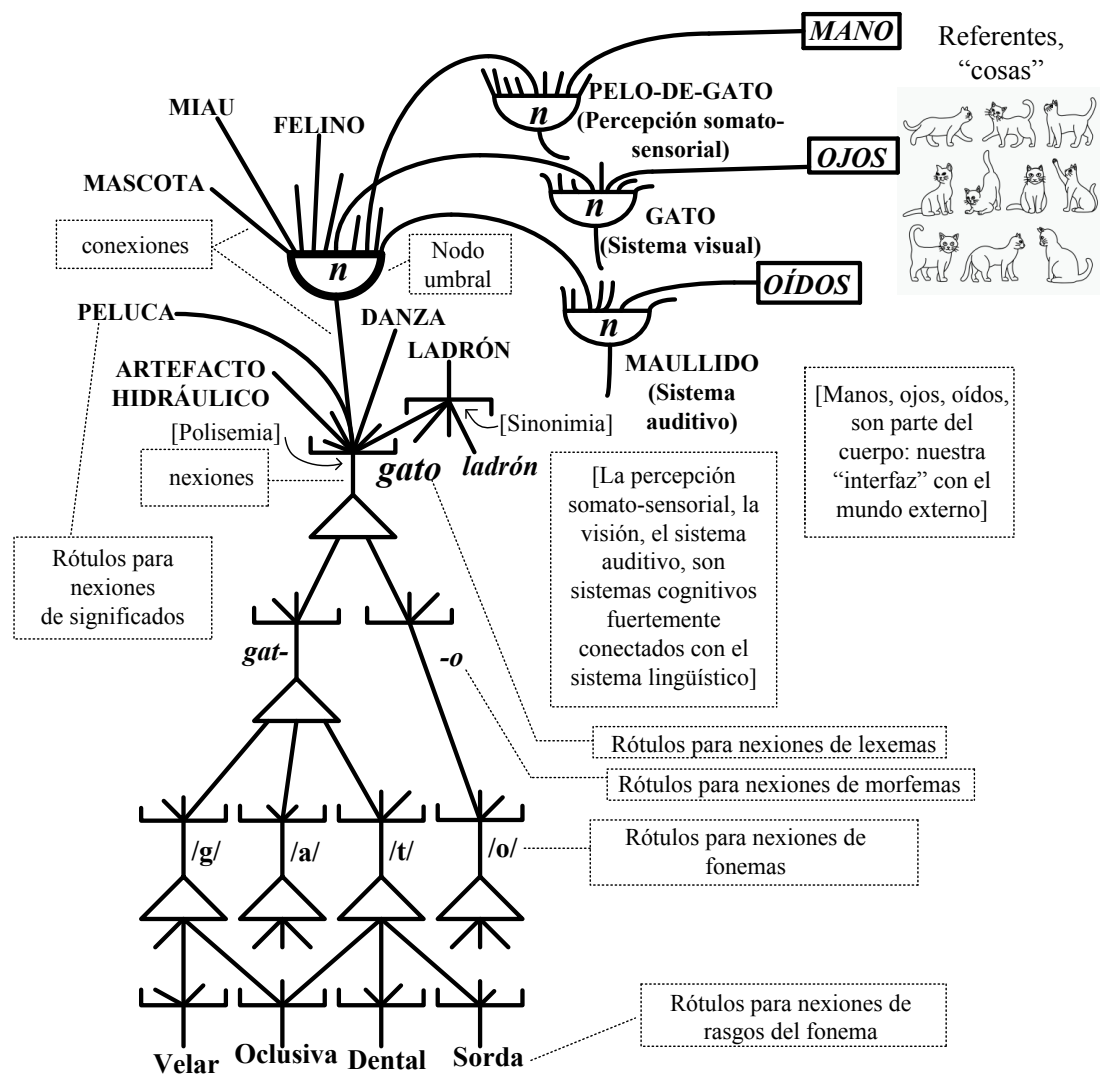 MANO
Referentes,
“cosas”
PELO-DE-GATO
(Percepción somato-
sensorial)
n
MIAU
FELINO
MASCOTA
OJOS
n
GATO
(Sistema visual)
conexiones
n
Nodo
umbral
OÍDOS
n
PELUCA
DANZA
LADRÓN
MAULLIDO
(Sistema
auditivo)
ARTEFACTO
HIDRÁULICO
[Polisemia]
[Sinonimia]
[Manos, ojos, oídos,
son parte del
cuerpo: nuestra
“interfaz” con el
mundo externo]
nexiones
gato
ladrón
[La percepción
somato-sensorial, la
visión, el sistema
auditivo, son
sistemas cognitivos
fuertemente
conectados con el
sistema lingüístico]
Rótulos para
nexiones
de significados
gat-
-o
Rótulos para nexiones de lexemas
Rótulos para nexiones de morfemas
/g/
/a/
/t/
/o/
Rótulos para nexiones de
fonemas
Rótulos para nexiones de
rasgos del fonema
Velar
Oclusiva
Dental
Sorda